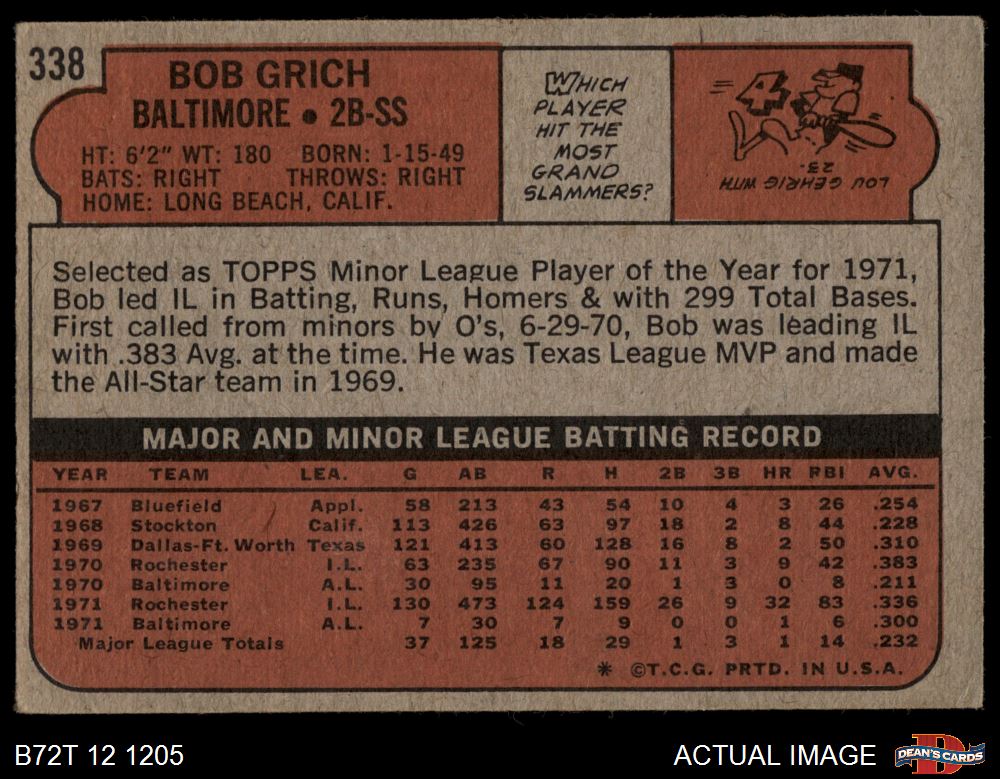 338
BOB GRICH
BALTIMORE • 2B-SS
HT: 6'2" WT: 180 BORN: 1-15-49
BATS: RIGHT THROWS: RIGHT
HOME: LONG BEACH, CALIF.
WHICH
PLAYER
HIT THE
MOST
GRAND
SLAMMERS?
LOU GEHRIG WITH
23.
Selected as TOPPS Minor League Player of the Year for 1971,
Bob led IL in Batting, Runs, Homers & with 299 Total Bases.
First called from minors by O's, 6-29-70, Bob was leading IL
with .383 Avg. at the time. He was Texas League MVP and made
the All-Star team in 1969.
MAJOR AND MINOR LEAGUE BATTING RECORD
YEAR TEAM LEA. G AB R H 2B 3B HR RBI AVG.
1967 Bluefield Appl. 58 213 43 54 10 4 3 26 .254
1968 Stockton Calif. 113 426 63 97 18 2 8 44 .228
1969 Dallas-Ft. Worth Texas 121 413 60 128 16 8 2 50 .310
1970 Rochester I.L. 63 235 67 90 11 3 9 42 .383
1970 Baltimore A.L. 30 95 11 20 1 3 0 8 .211
1971 Rochester I.L. 130 473 124 159 26 9 32 83 .336
1971 Baltimore A.L. 7 30 7 9 0 0 1 6 .300
Major League Totals 37 125 18 29 1 3 1 14 .232
* ©T.C.G. PRTD. IN U.S.A.
B72T 12 1205
ACTUAL IMAGE
DEAN'S CARDS